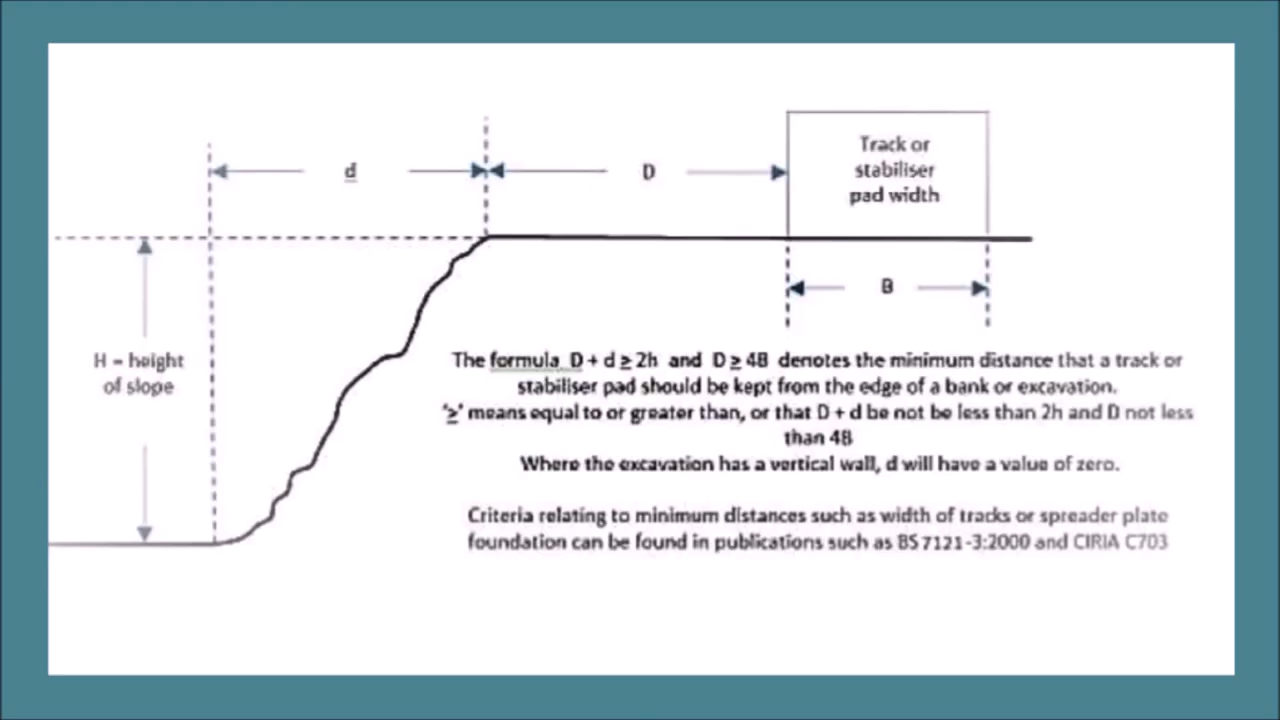 d
D
Track or
stabiliser
pad width
B
H = height
of slope
The formula D + d ≥ 2h and D ≥ 4B denotes the minimum distance that a track or
stabiliser pad should be kept from the edge of a bank or excavation.
'≥' means equal to or greater than, or that D + d be not be less than 2h and D not less
than 4B
Where the excavation has a vertical wall, d will have a value of zero.
Criteria relating to minimum distances such as width of tracks or spreader plate
foundation can be found in publications such as BS 7121-3:2000 and CIRIA C703